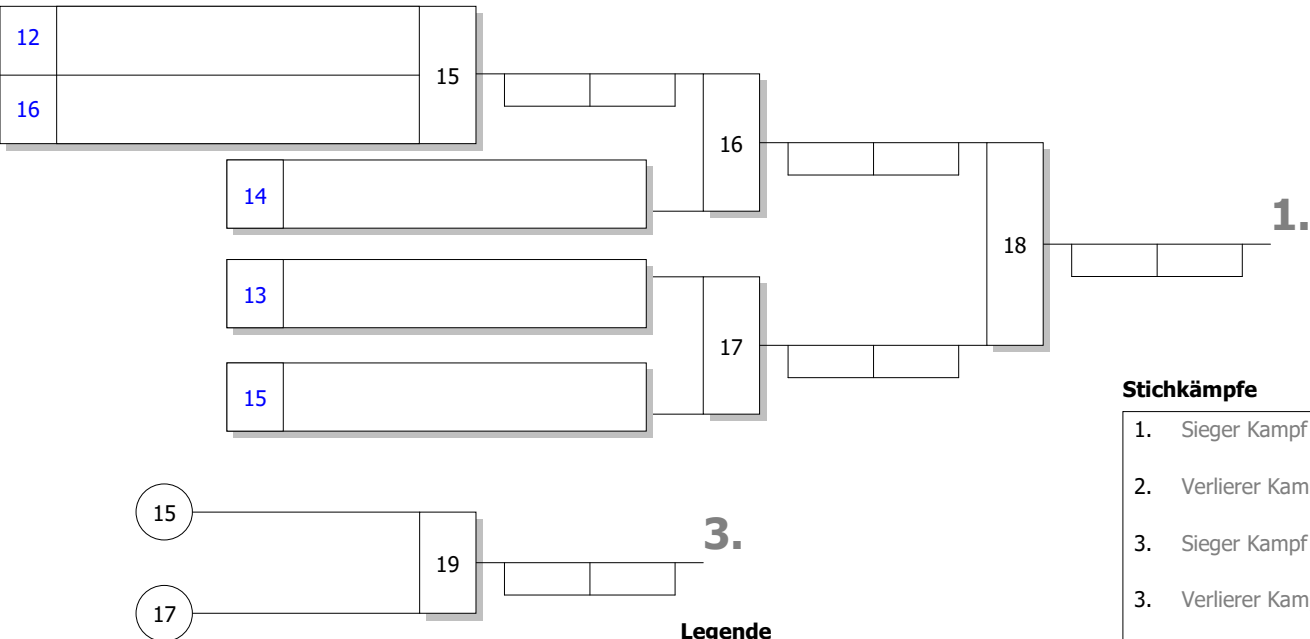 12
15
16
16
14
1.
18
13
17
15
Stichkämpfe
1. Sieger Kampf
2. Verlierer Kam
15
3.
3. Sieger Kampf
19
3. Verlierer Kam
17
Legende